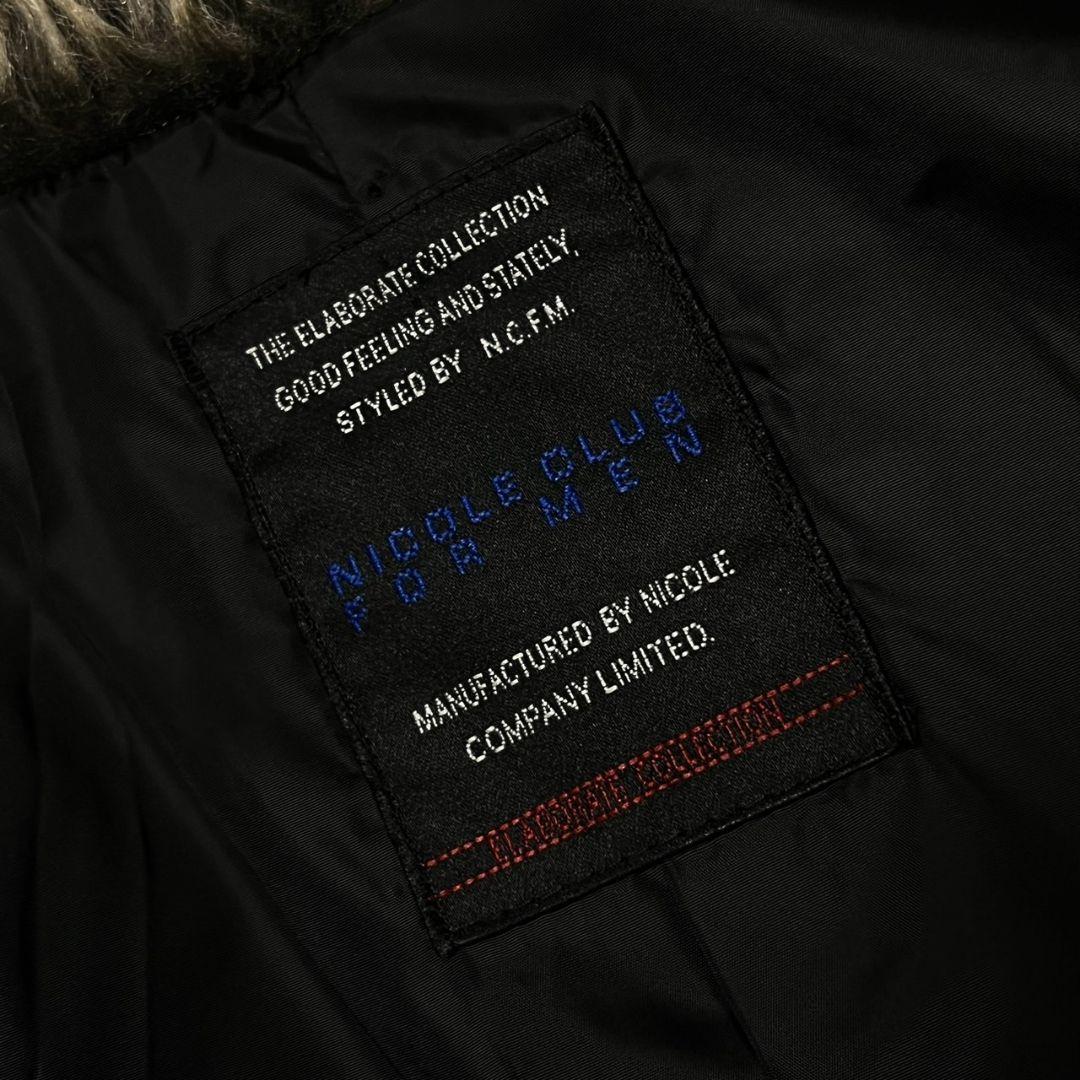 THE ELABORATE COLLECTION
GOOD FEELING AND STATELY,
STYLED BY N.C.F.M.
NICOLE CLUB
FOR MEN
MANUFACTURED BY NICOLE
COMPANY LIMITED.
ELABORATE COLLECTION